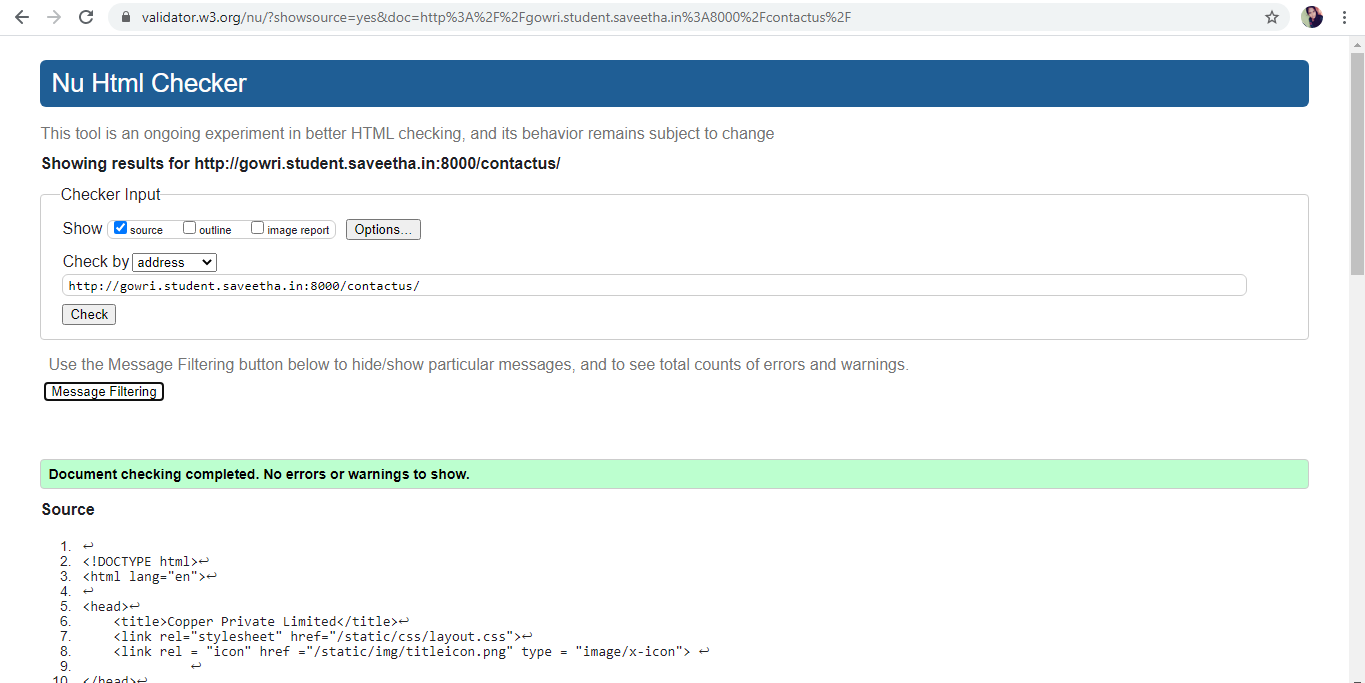 validator.w3.org/nu/?showsource=yes&doc=http%3A%2F%2Fgowri.student.saveetha.in%3A8000%2Fcontactus%2F
Nu Html Checker
This tool is an ongoing experiment in better HTML checking, and its behavior remains subject to change
Showing results for http://gowri.student.saveetha.in:8000/contactus/
Checker Input
Show source outline image report Options...
Check by address
http://gowri.student.saveetha.in:8000/contactus/
Check
Use the Message Filtering button below to hide/show particular messages, and to see total counts of errors and warnings.
Message Filtering
Document checking completed. No errors or warnings to show.
Source
1. ↩
2. <!DOCTYPE html>↩
3. <html lang="en">↩
4. ↩
5. <head>↩
6. <title>Copper Private Limited</title>↩
7. <link rel="stylesheet" href="/static/css/layout.css">↩
8. <link rel = "icon" href ="/static/img/titleicon.png" type = "image/x-icon"> ↩
9. ↩
10. </head>↩